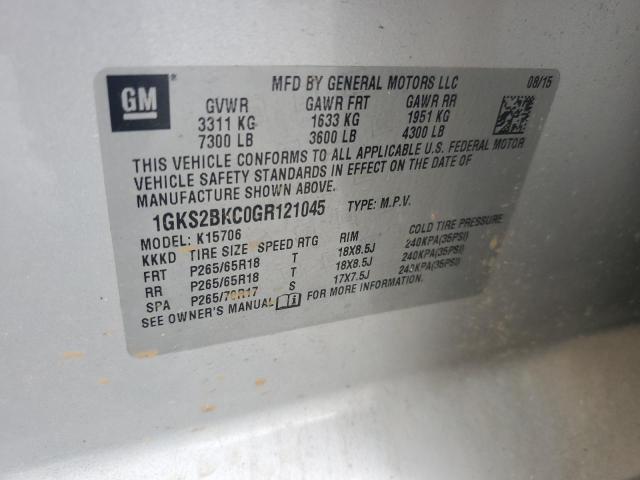 GM
MFD BY GENERAL MOTORS LLC 08/15
GVWR GAWR FRT GAWR RR
3311 KG 1633 KG 1951 KG
7300 LB 3600 LB 4300 LB
THIS VEHICLE CONFORMS TO ALL APPLICABLE U.S. FEDERAL MOTOR
VEHICLE SAFETY STANDARDS IN EFFECT ON THE DATE OF
MANUFACTURE SHOWN ABOVE.
1GKS2BKC0GR121045 TYPE: M.P.V.
MODEL: K15706
KKKD TIRE SIZE SPEED RTG RIM COLD TIRE PRESSURE
FRT P265/65R18 T 18X8.5J 240KPA(35PSI)
RR P265/65R18 T 18X8.5J 240KPA(35PSI)
SPA P265/70R17 S 17X7.5J 240KPA(35PSI)
SEE OWNER'S MANUAL FOR MORE INFORMATION.